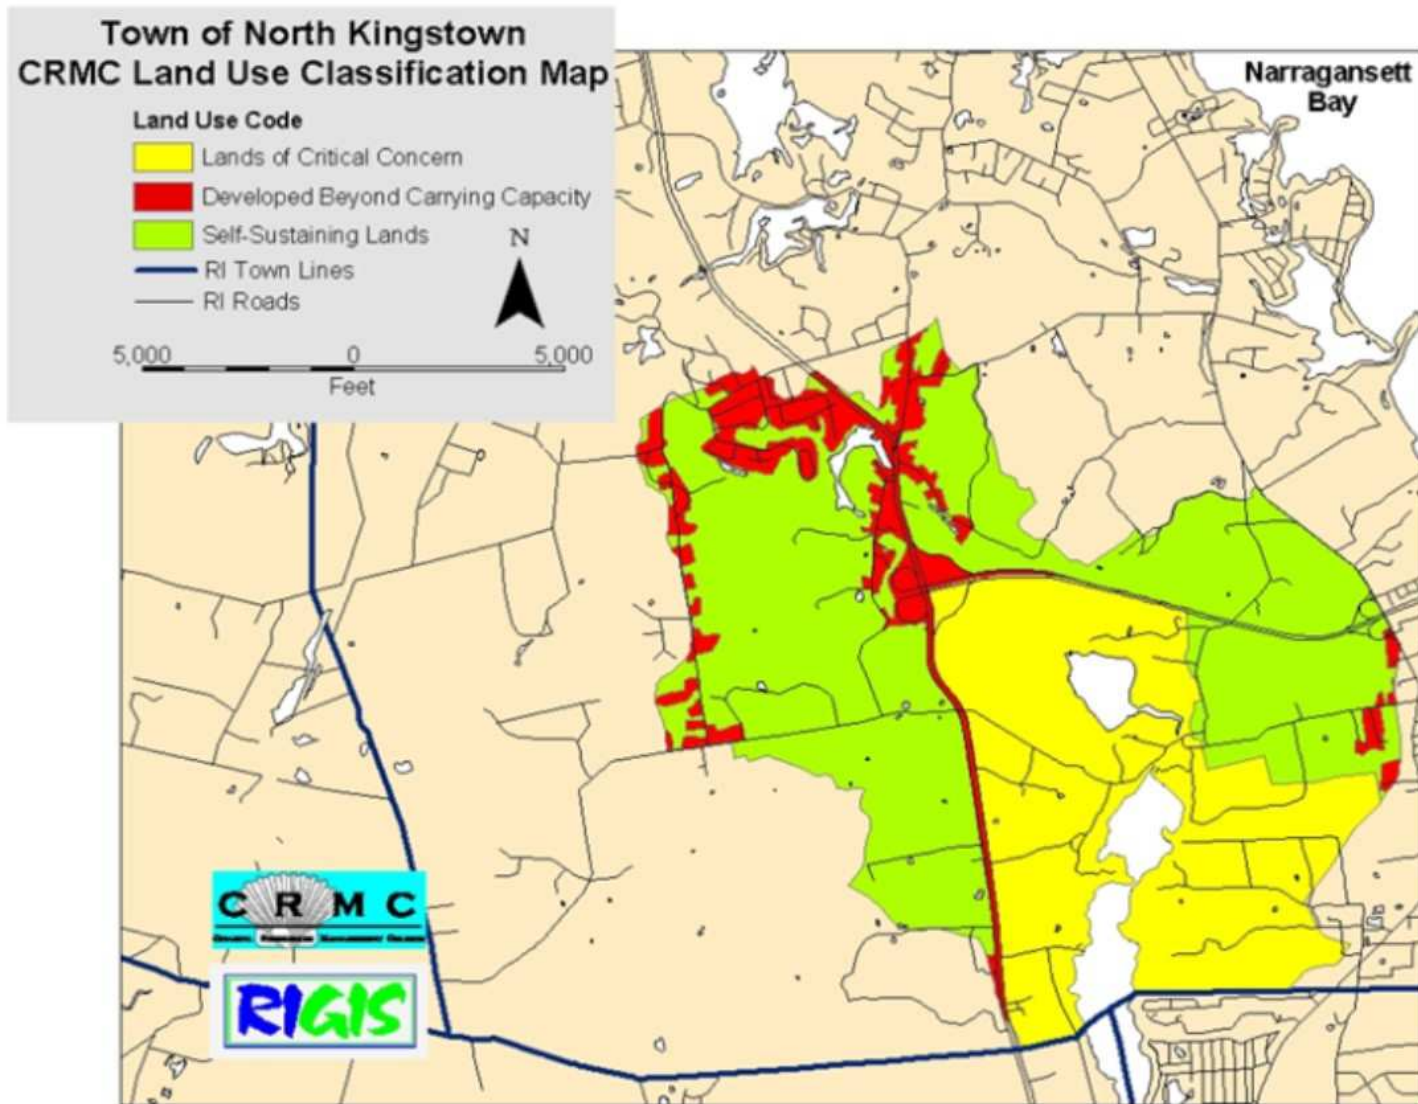 Town of North Kingstown
CRMC Land Use Classification Map
Land Use Code
Lands of Critical Concern
Developed Beyond Carrying Capacity
Self-Sustaining Lands
RI Town Lines
RI Roads
N
5,000 0 5,000
Feet
Narragansett
Bay
CRMC
RIGIS